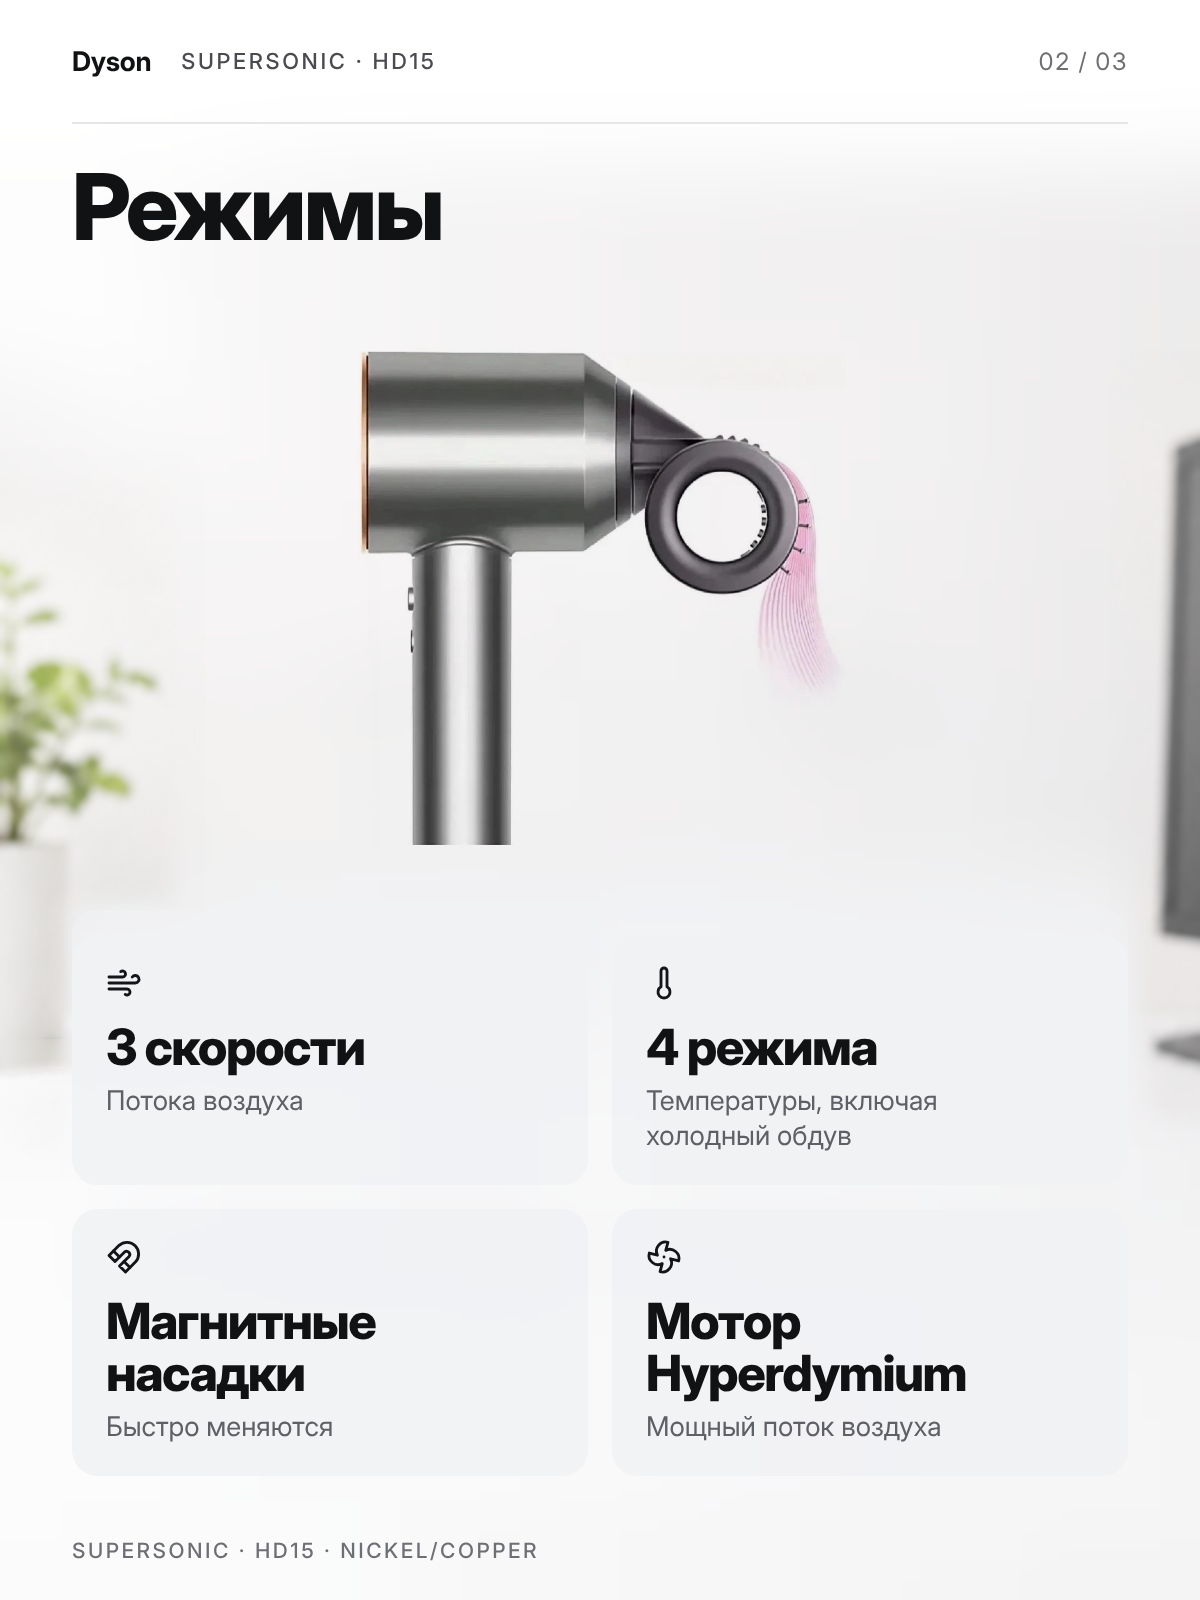 Dyson SUPERSONIC · HD15 02 / 03
Режимы
3 скорости
Потока воздуха
4 режима
Температуры, включая
холодный обдув
Магнитные
насадки
Быстро меняются
Мотор
Hyperdymium
Мощный поток воздуха
SUPERSONIC · HD15 · NICKEL/COPPER